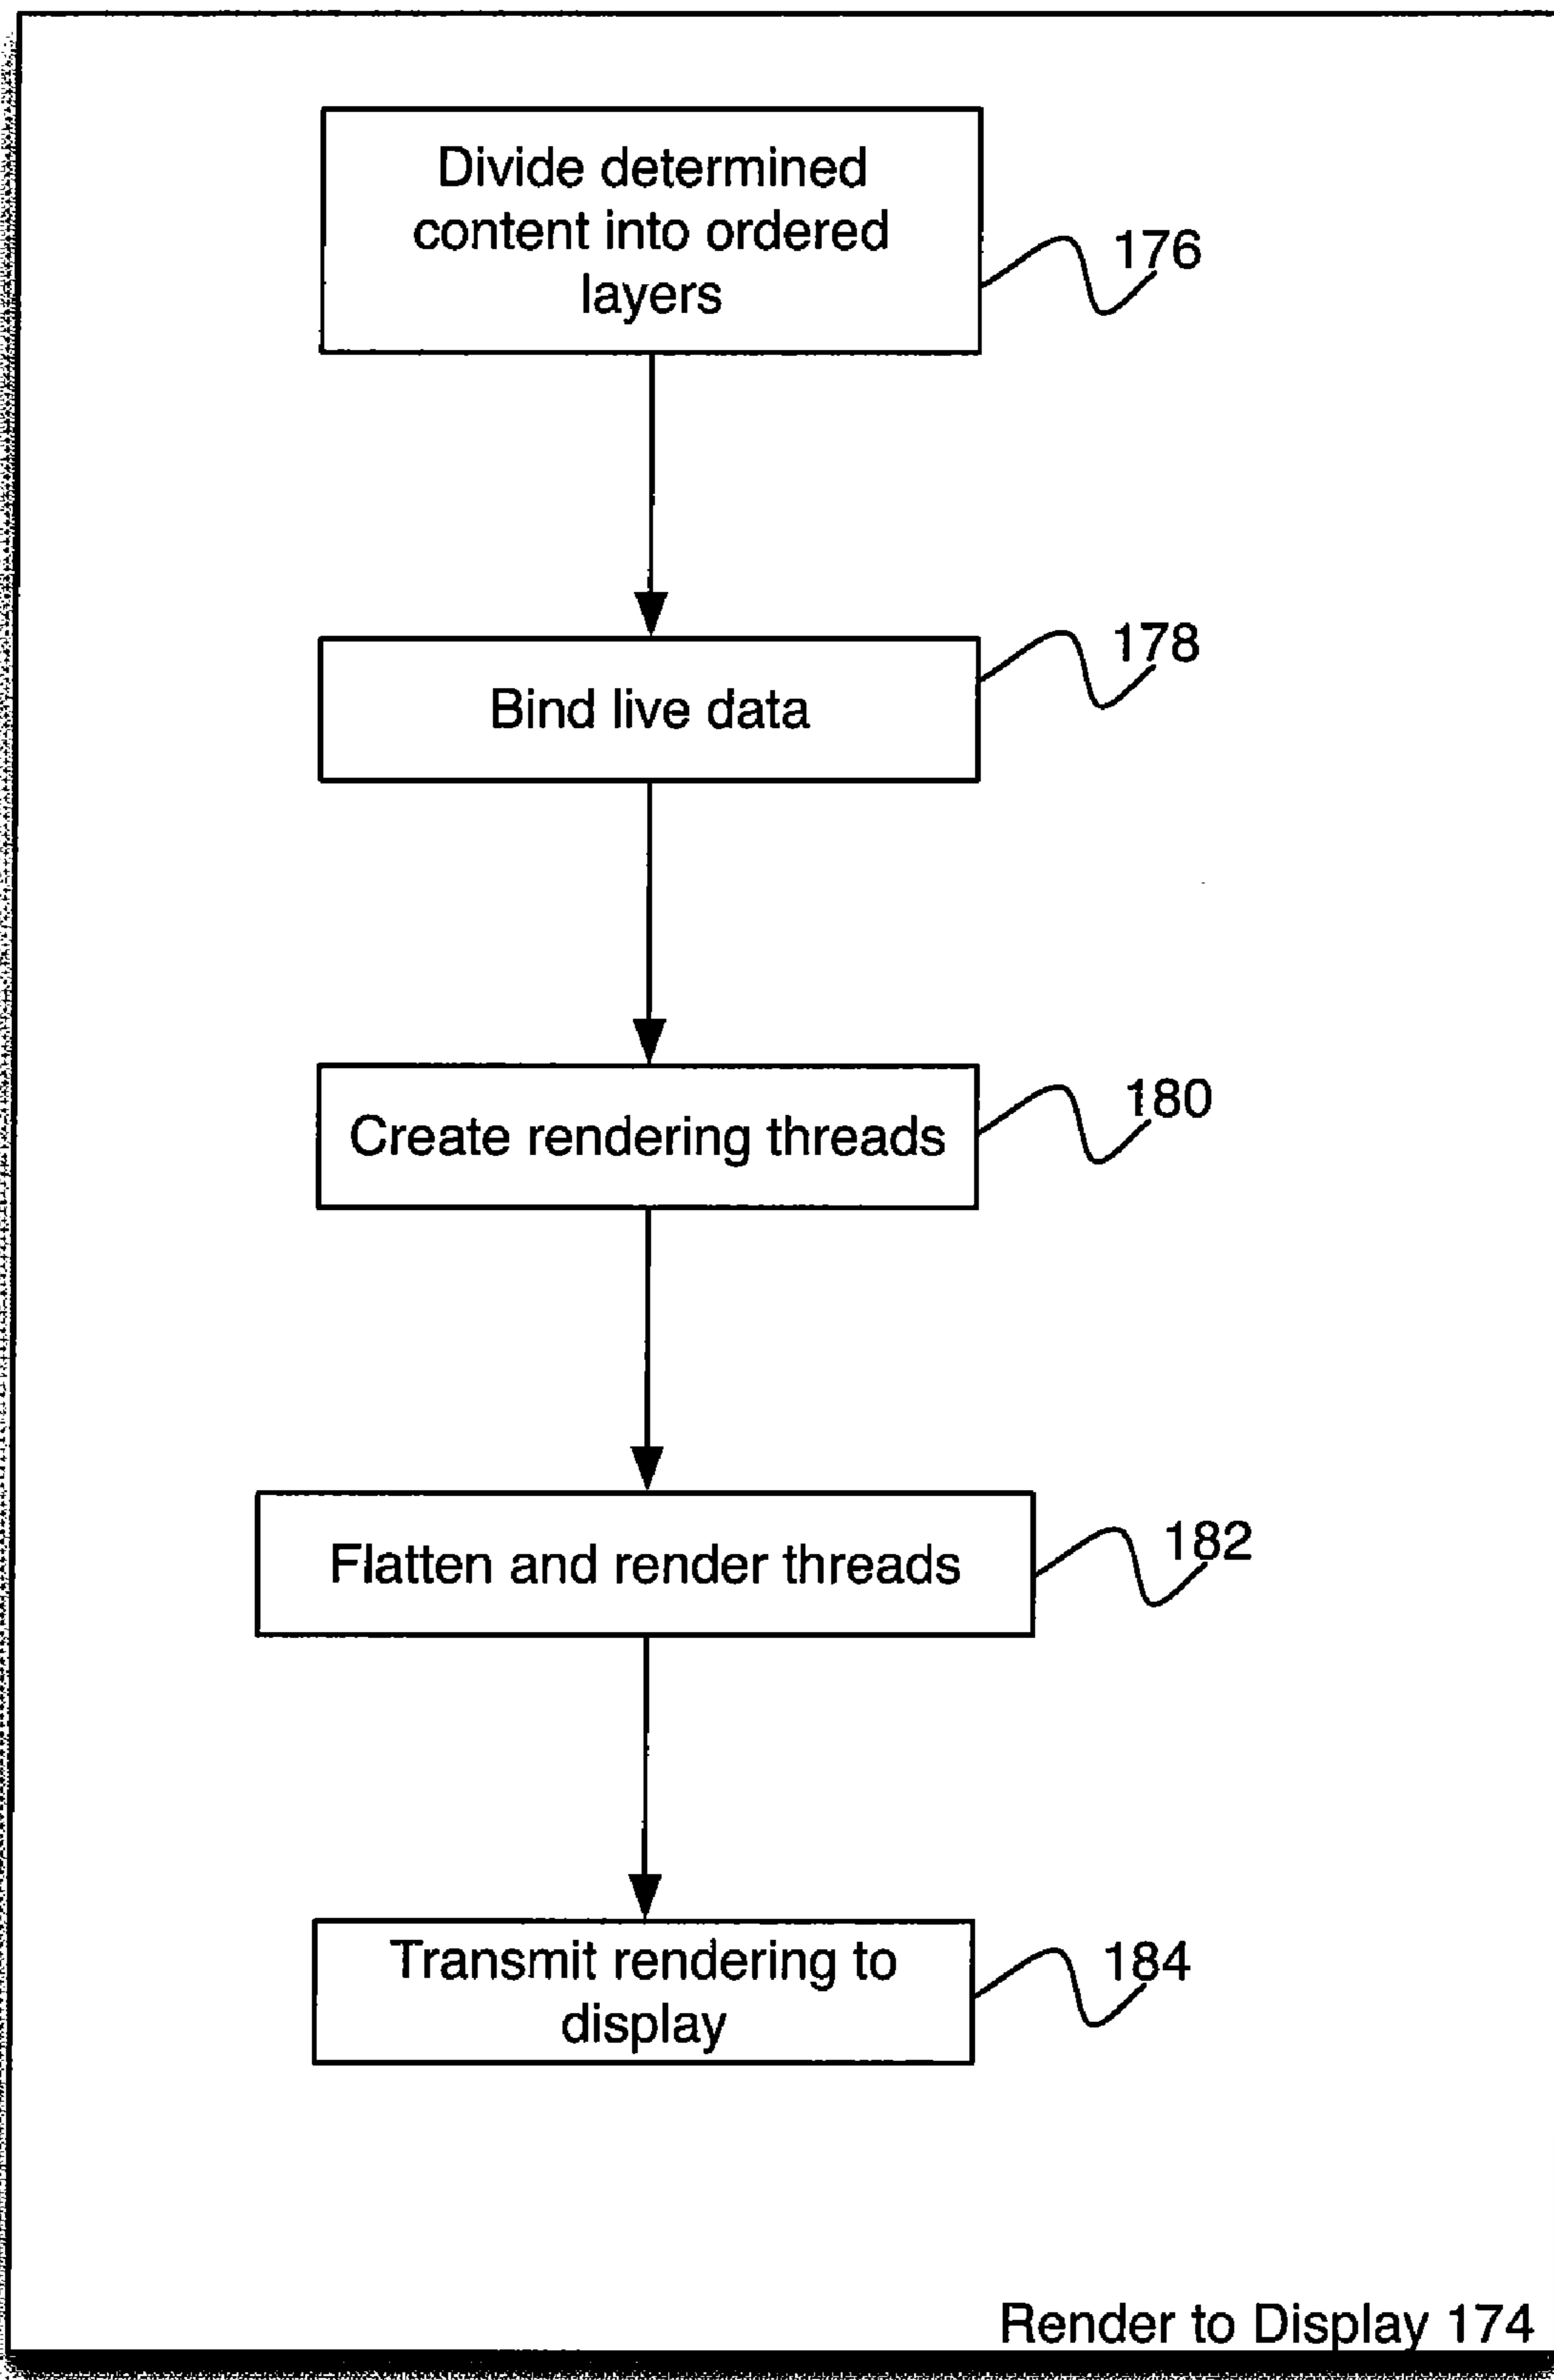 Divide determined
content into ordered
layers
176
Bind live data
178
Create rendering threads
180
Flatten and render threads
182
Transmit rendering to
display
184
Render to Display 174